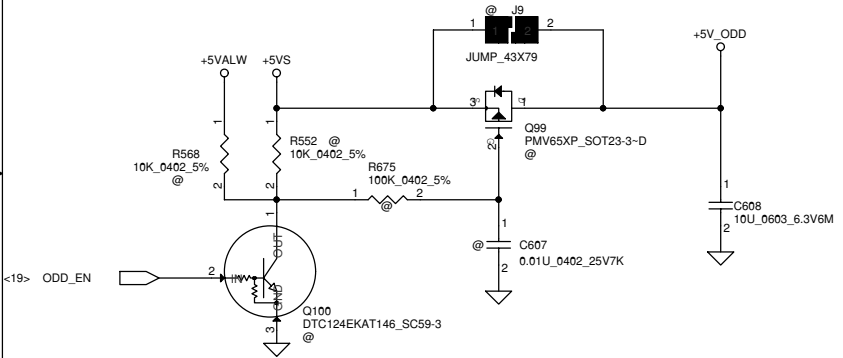 @ J9
1 1 2 2
JUMP_43X79
+5VALW +5VS
+5V_ODD
3 S D 1
Q99
PMV65XP_SOT23-3~D
@
G 2
1
R568
10K_0402_5%
@
2
1
R552 @
10K_0402_5%
2
R675
100K_0402_5%
1 2
@
1
C608
10U_0603_6.3V6M
2
1
@ C607
0.01U_0402_25V7K
2
<19> ODD_EN
1
OUT
2 IN
GND
3
Q100
DTC124EKAT146_SC59-3
@